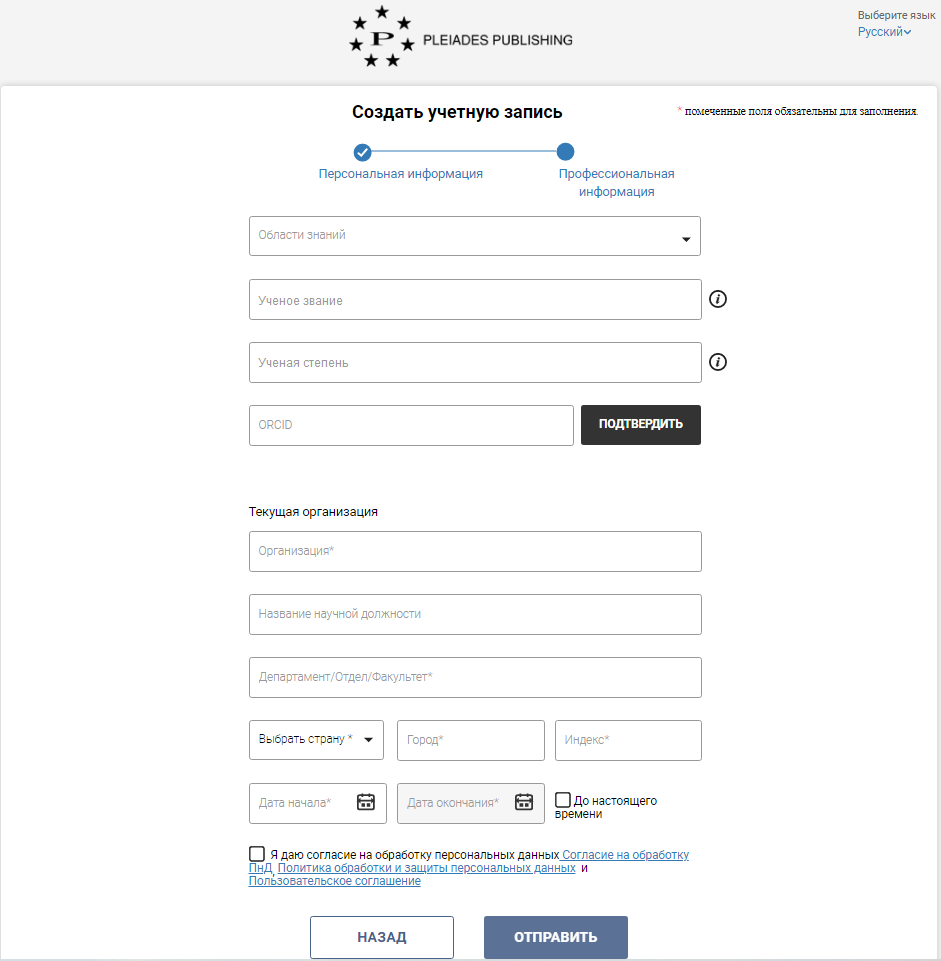 Выберите язык
Русский
P
PLEIADES PUBLISHING
Создать учетную запись
* помеченные поля обязательны для заполнения.
Персональная информация
Профессиональная
информация
Области знаний
Ученое звание
i
Ученая степень
i
ORCID
ПОДТВЕРДИТЬ
Текущая организация
Организация*
Название научной должности
Департамент/Отдел/Факультет*
Выбрать страну *
Город*
Индекс*
Дата начала*
Дата окончания*
До настоящего
времени
Я даю согласие на обработку персональных данных Согласие на обработку
ПнД, Политика обработки и защиты персональных данных и
Пользовательское соглашение
НАЗАД
ОТПРАВИТЬ